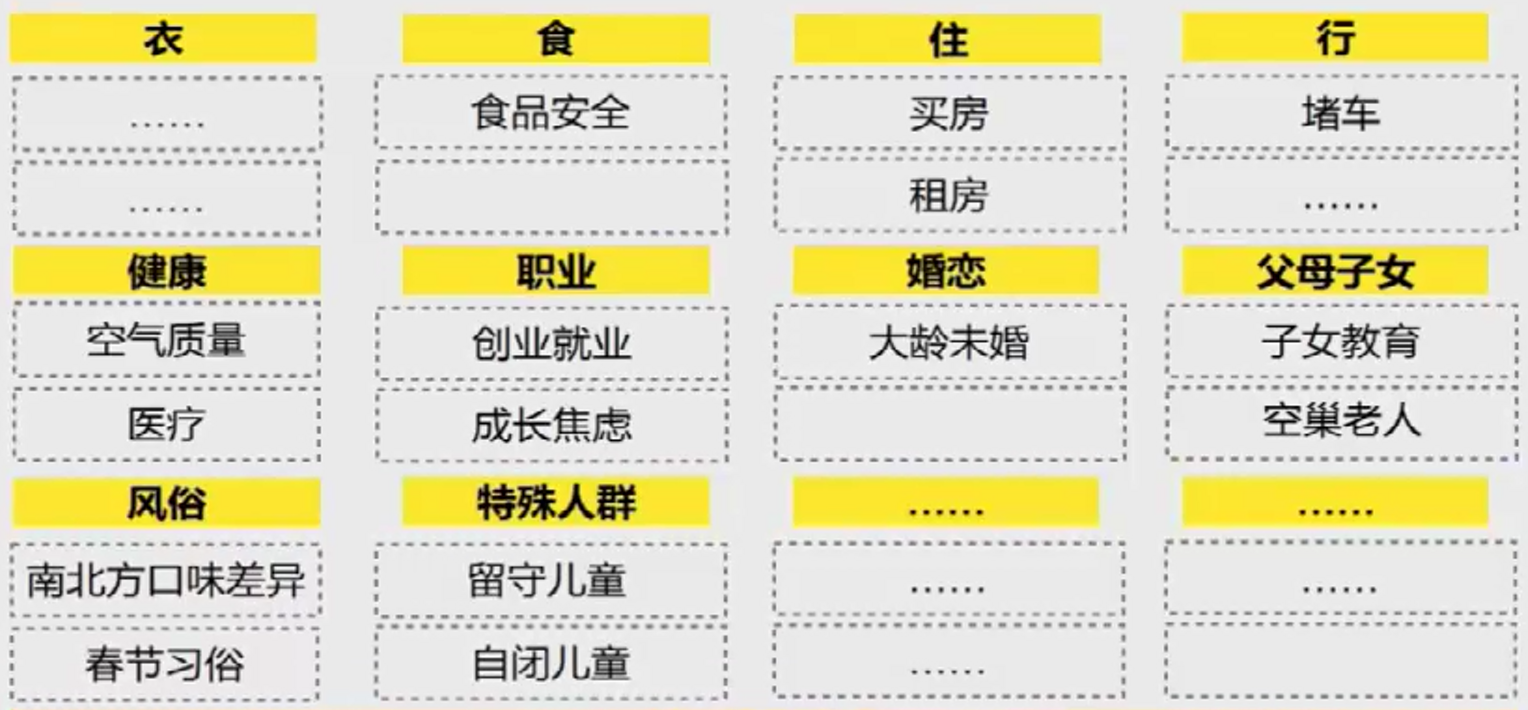 衣 食 住 行
…… 食品安全 买房 堵车
…… 租房 ……
健康 职业 婚恋 父母子女
空气质量 创业就业 大龄未婚 子女教育
医疗 成长焦虑 空巢老人
风俗 特殊人群 …… ……
南北方口味差异 留守儿童 …… ……
春节习俗 自闭儿童 ……